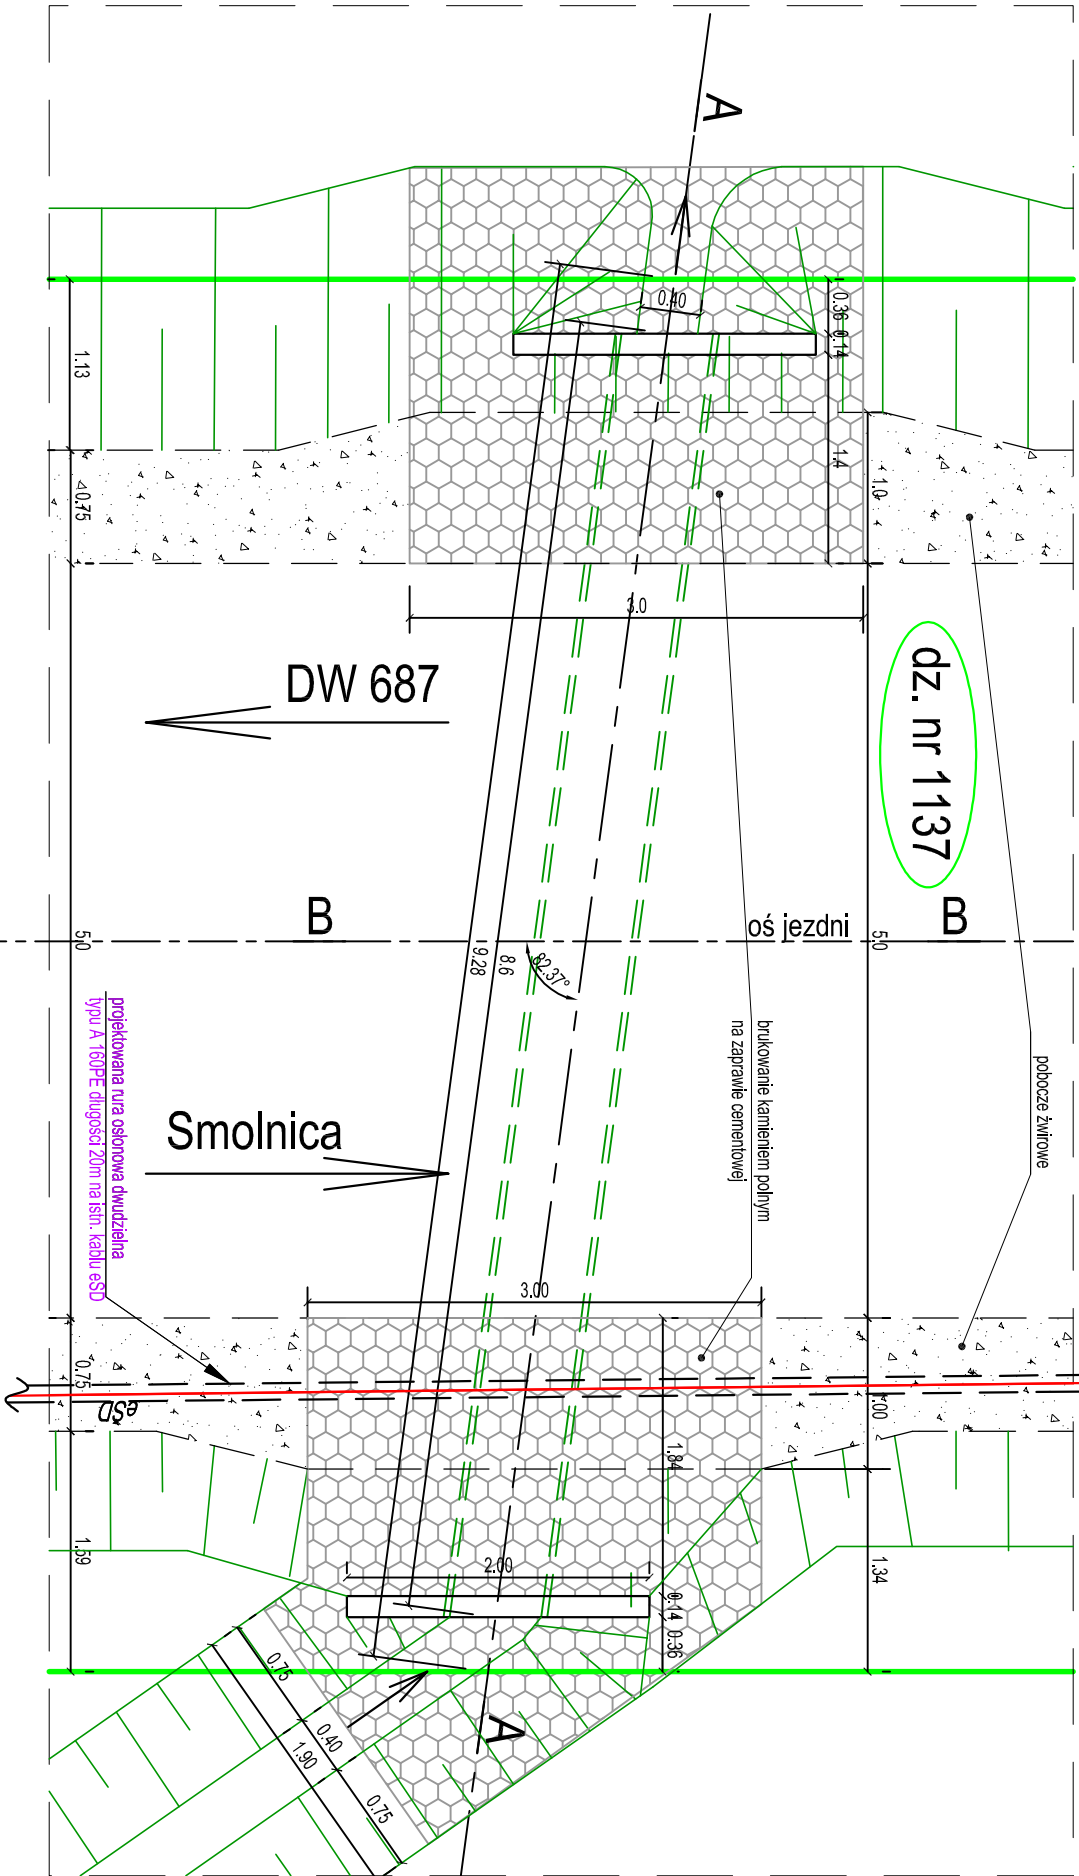 A
0.40
0.36
0.14
1.13
1.4
1.0
0.75
3.0
dz. nr 1137
DW 687
B
B
oś jezdni
5.0
5.0
9.28
8.6
82.37°
projektowana rura osłonowa dwudzielna
typu A 160PE długości 20m na istn. kablu eSD
brukowanie kamieniem polnym
na zaprawie cementowej
pobocze żwirowe
Smolnica
3.00
0.75
eSD
1.00
1.84
1.59
2.00
1.34
0.14
0.36
0.75
0.40
1.90
0.75
A